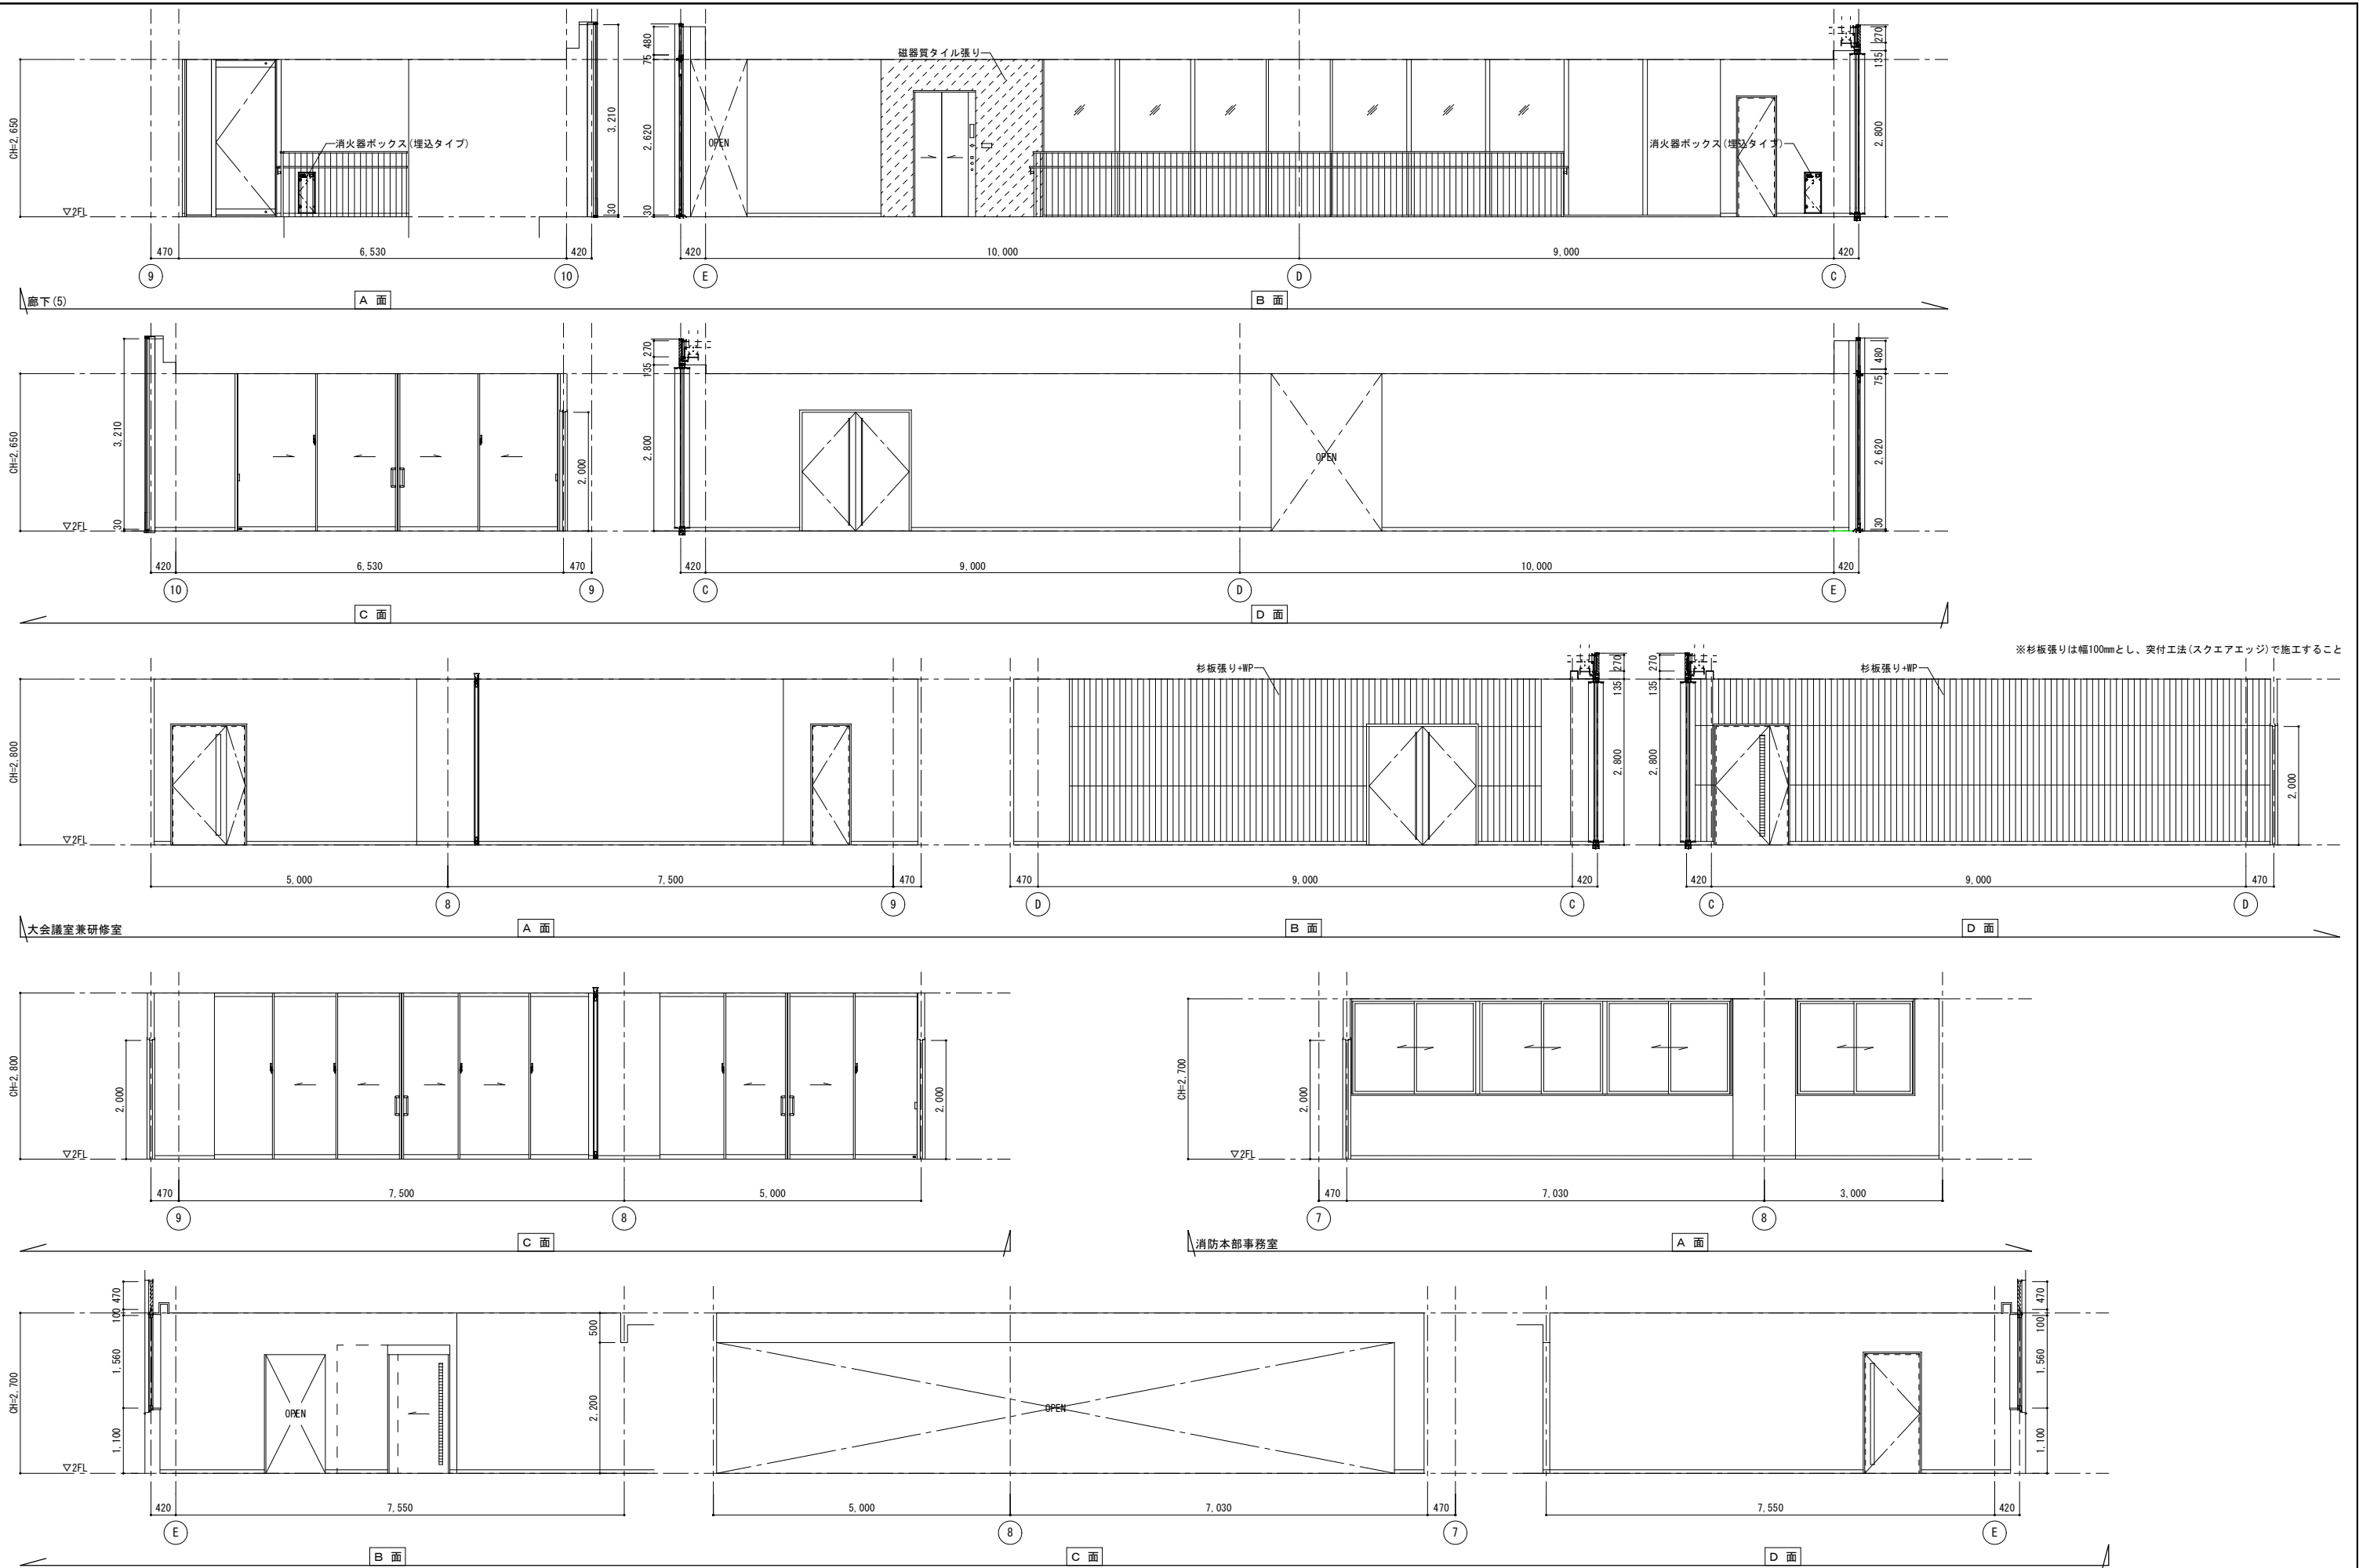 CH=2,650
▽2FL
消火器ボックス(埋込タイプ)
3,210
30
470
6,530
420
9
10
A 面
廊下(5)
480
75
2,620
30
OPEN
磁器質タイル張り
消火器ボックス(埋込タイプ)
270
135
2,800
420
10,000
9,000
420
E
D
C
B 面
CH=2,650
▽2FL
3,210
30
2,000
420
6,530
470
10
9
C 面
270
135
2,800
OPEN
480
75
2,620
30
420
9,000
10,000
420
C
D
E
D 面
※杉板張りは幅100mmとし、突付工法(スクエアエッジ)で施工すること
CH=2,800
▽2FL
5,000
7,500
470
8
9
A 面
大会議室兼研修室
杉板張り+WP
270
135
2,800
470
9,000
420
D
C
B 面
270
135
2,800
杉板張り+WP
2,000
420
9,000
470
C
D
D 面
CH=2,800
▽2FL
2,000
2,000
470
7,500
5,000
9
8
C 面
CH=2,700
▽2FL
2,000
470
7,030
3,000
7
8
A 面
消防本部事務室
CH=2,700
▽2FL
470
100
1,560
1,100
OPEN
500
2,200
420
7,550
E
B 面
OPEN
5,000
7,030
470
8
7
C 面
470
100
1,560
1,100
7,550
420
E
D 面